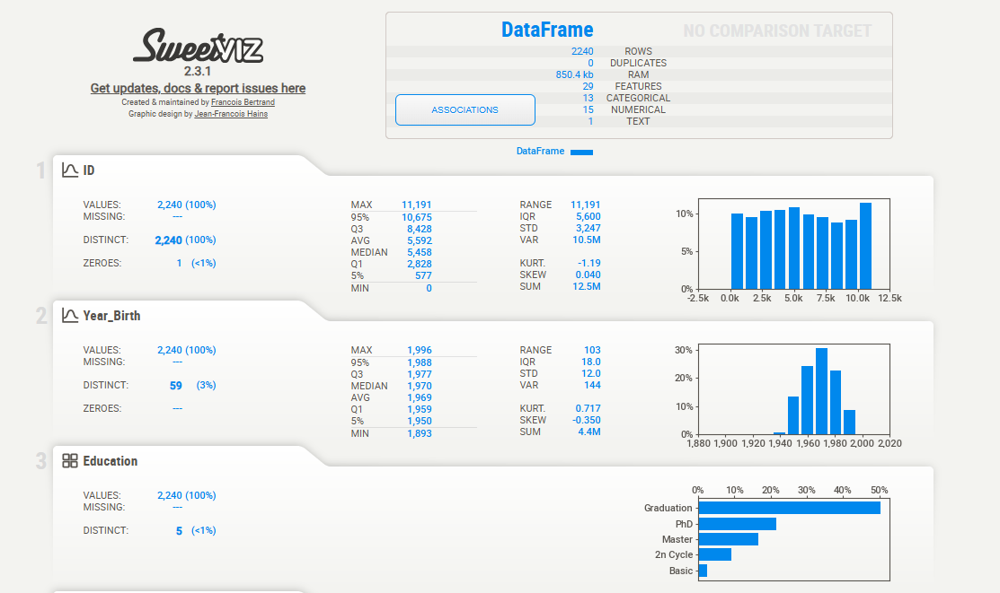 SweetVIZ
2.3.1
Get updates, docs & report issues here
Created & maintained by Francois Bertrand
Graphic design by Jean-Francois Hains
DataFrame NO COMPARISON TARGET
2240 ROWS
0 DUPLICATES
850.4 kb RAM
29 FEATURES
13 CATEGORICAL
15 NUMERICAL
1 TEXT
ASSOCIATIONS
DataFrame
1 ID
VALUES: 2,240 (100%)
MISSING: ---
DISTINCT: 2,240 (100%)
ZEROES: 1 (<1%)
MAX 11,191
95% 10,675
Q3 8,428
AVG 5,592
MEDIAN 5,458
Q1 2,828
5% 577
MIN 0
RANGE 11,191
IQR 5,600
STD 3,247
VAR 10.5M
KURT. -1.19
SKEW 0.040
SUM 12.5M
10%
5%
0%
-2.5k 0.0k 2.5k 5.0k 7.5k 10.0k 12.5k
2 Year_Birth
VALUES: 2,240 (100%)
MISSING: ---
DISTINCT: 59 (3%)
ZEROES: ---
MAX 1,996
95% 1,988
Q3 1,977
MEDIAN 1,970
AVG 1,969
Q1 1,959
5% 1,950
MIN 1,893
RANGE 103
IQR 18.0
STD 12.0
VAR 144
KURT. 0.717
SKEW -0.350
SUM 4.4M
30%
20%
10%
0%
1,880 1,900 1,920 1,940 1,960 1,980 2,000 2,020
3 Education
VALUES: 2,240 (100%)
MISSING: ---
DISTINCT: 5 (<1%)
0% 10% 20% 30% 40% 50%
Graduation
PhD
Master
2n Cycle
Basic